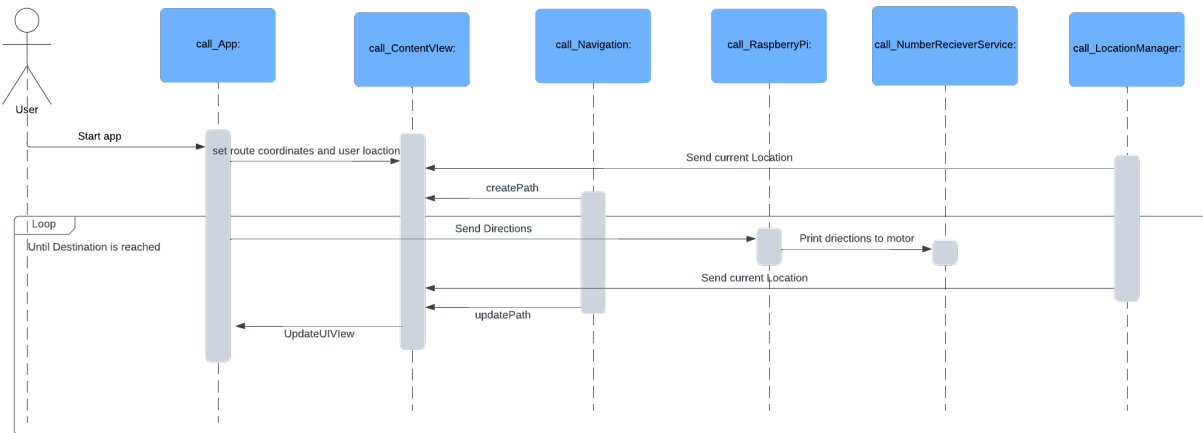 call_App:
call_ContentVIew:
call_Navigation:
call_RaspberryPi:
call_NumberRecieverService:
call_LocationManager:
User
Start app
set route coordinates and user loaction
Send current Location
createPath
Loop
Until Destination is reached
Send Directions
Print driections to motor
Send current Location
updatePath
UpdateUIVIew